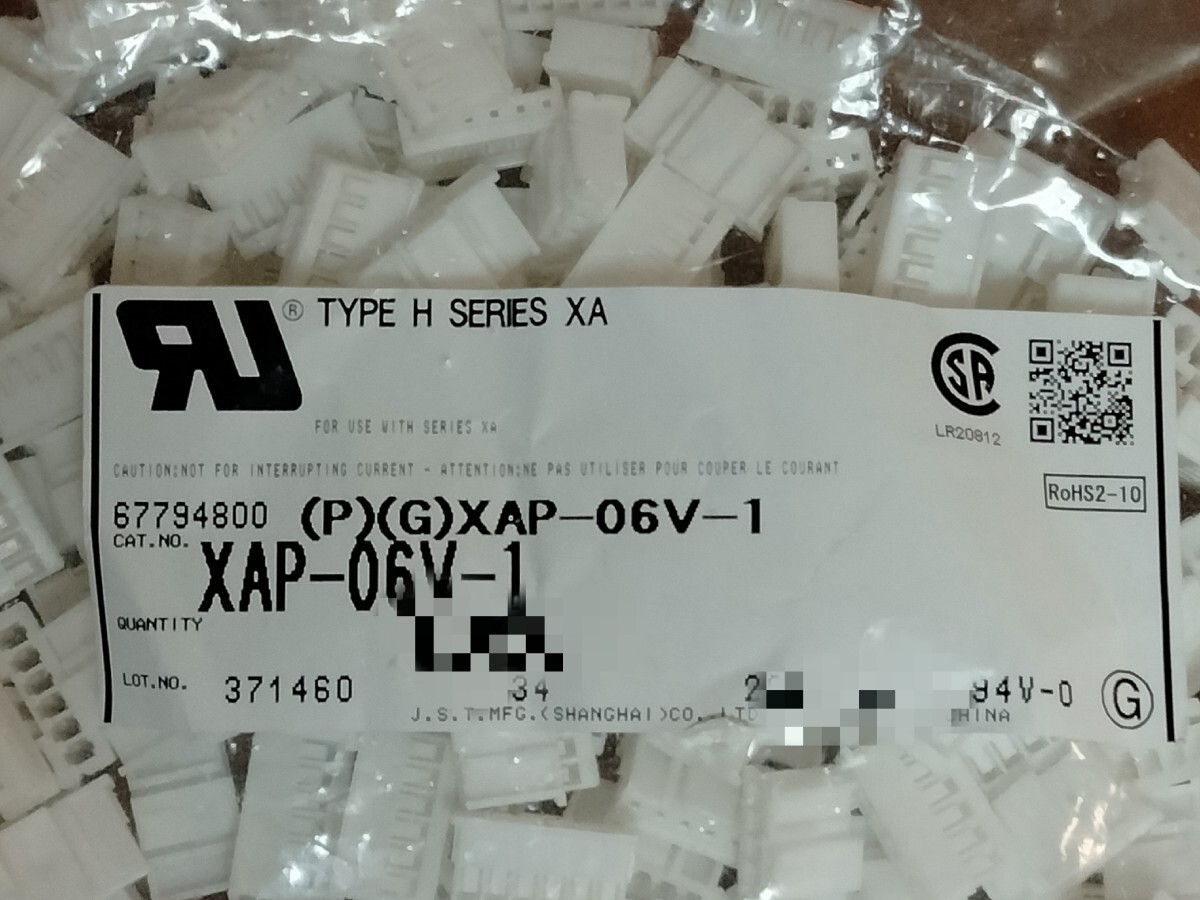 ® TYPE H SERIES XA
FOR USE WITH SERIES XA
SA
LR20812
CAUTION:NOT FOR INTERRUPTING CURRENT - ATTENTION:NE PAS UTILISER POUR COUPER LE COURANT
RoHS2-10
67794800 (P)(G)XAP-06V-1
CAT.NO.
XAP-06V-1
QUANTITY
LOT.NO. 371460 34 94V-0 G
J.S.T.MFG.(SHANGHAI)CO.,LTD